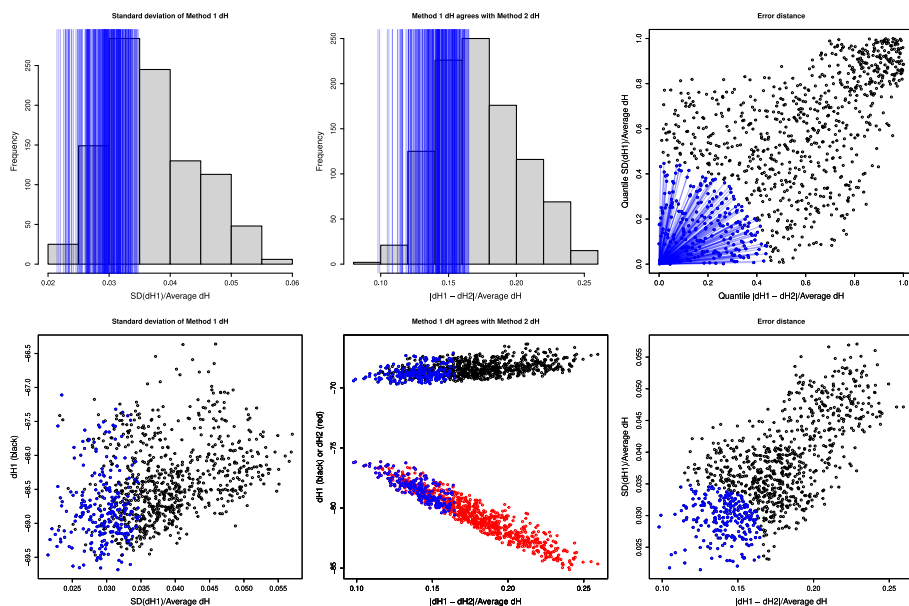 Standard deviation of Method 1 dH
Frequency
0 50 100 150 200 250
0.02 0.03 0.04 0.05 0.06
SD(dH1)/Average dH
Method 1 dH agrees with Method 2 dH
Frequency
0 50 100 150 200 250
0.10 0.15 0.20 0.25
|dH1 − dH2|/Average dH
Error distance
Quantile SD(dH1)/Average dH
0.0 0.2 0.4 0.6 0.8 1.0
0.0 0.2 0.4 0.6 0.8 1.0
Quantile |dH1 − dH2|/Average dH
Standard deviation of Method 1 dH
dH1 (black)
-69.5 -69.0 -68.5 -68.0 -67.5 -67.0 -66.5
0.025 0.030 0.035 0.040 0.045 0.050 0.055
SD(dH1)/Average dH
Method 1 dH agrees with Method 2 dH
dH1 (black) or dH2 (red)
-85 -80 -75 -70
0.10 0.15 0.20 0.25
|dH1 − dH2|/Average dH
Error distance
SD(dH1)/Average dH
0.025 0.030 0.035 0.040 0.045 0.050 0.055
0.10 0.15 0.20 0.25
|dH1 − dH2|/Average dH